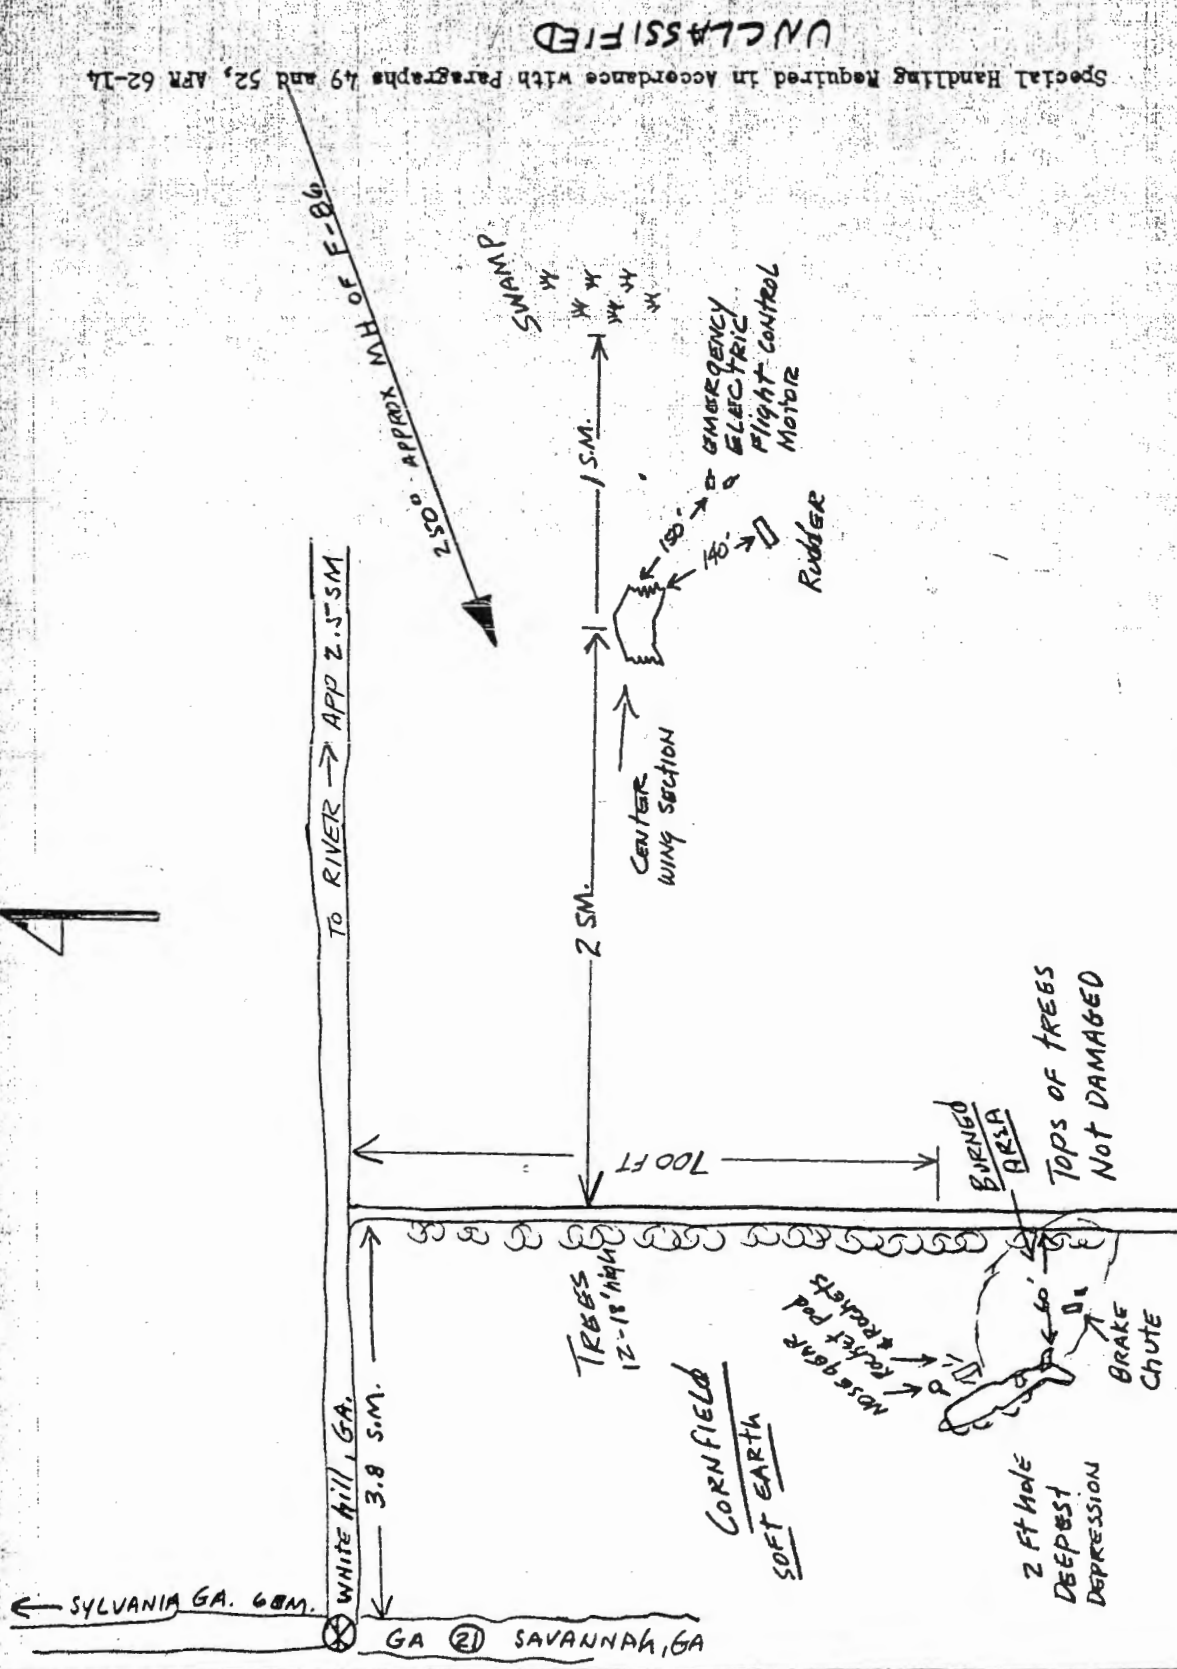 UNCLASSIFIED
Special Handling Required in Accordance with Paragraphs 49 and 52, AFR 62-14
250° APPROX MH OF F-86
SWAMP
1 S.M.
EMERGENCY
ELECTRIC
Flight CONTROL
MOTOR
150'
140'
RuddER
CENTER
WING SECTION
2 SM.
TO RIVER → APP 2.5 SM
700 FT
BURNED
AREA
TOPS OF TREES
NOT DAMAGED
TREES
12-18' high
60'
NOSE GEAR
Rocket Pod
& Rockets
BRAKE
ChUTE
CORNFIELD
SOFT EARTH
2 Ft hole
DEEPEST
DEPRESSION
WHITE hill, GA.
3.8 S.M.
← SYLVANIA GA.
GA 21 SAVANNAh, GA